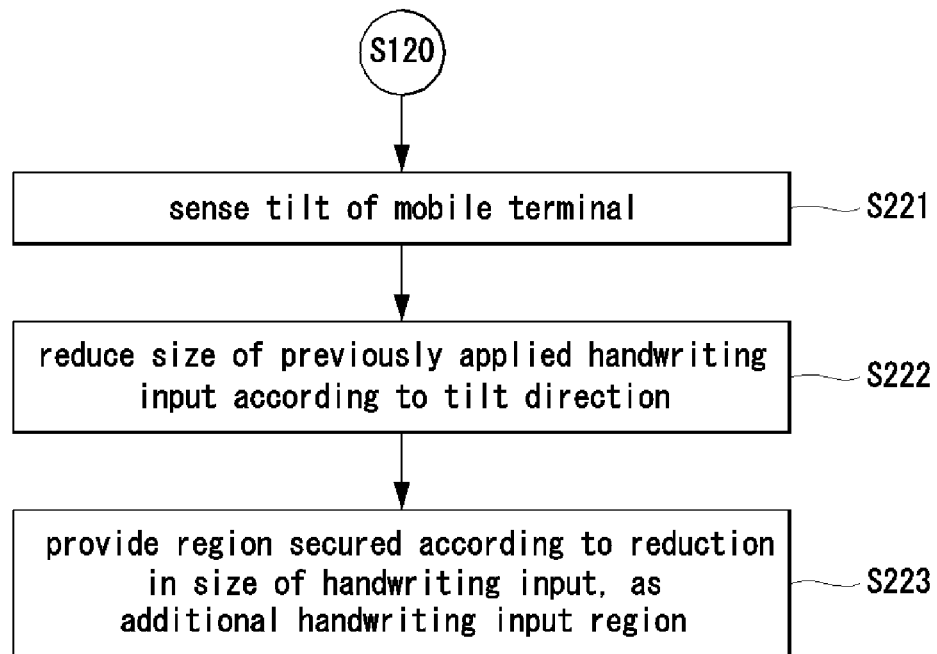 S120
sense tilt of mobile terminal
S221
reduce size of previously applied handwriting
input according to tilt direction
S222
provide region secured according to reduction
in size of handwriting input, as
additional handwriting input region
S223